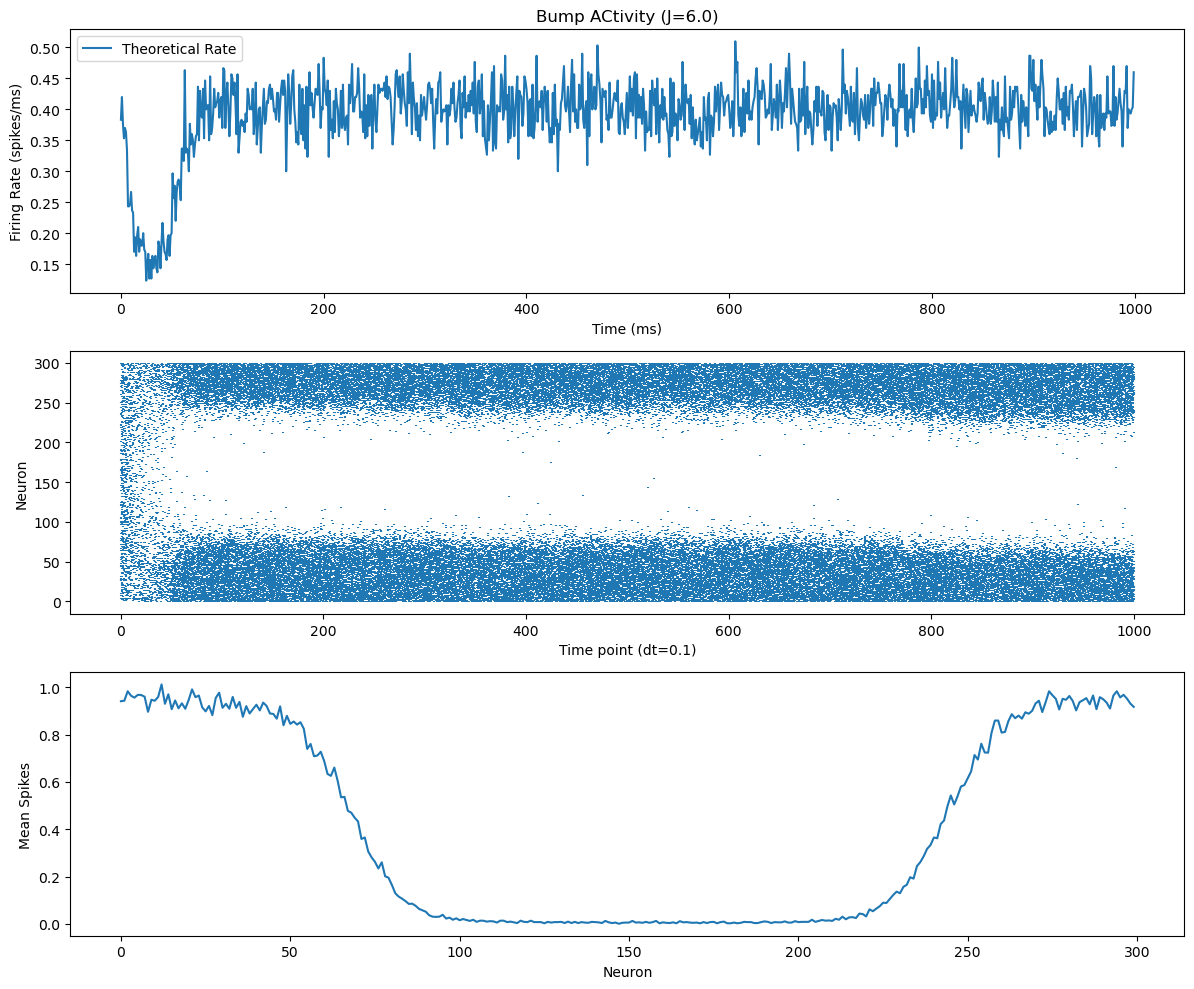 Bump ACtivity (J=6.0)
Theoretical Rate
Firing Rate (spikes/ms)
0.50
0.45
0.40
0.35
0.30
0.25
0.20
0.15
0 200 400 600 800 1000
Time (ms)
Neuron
300
250
200
150
100
50
0
0 200 400 600 800 1000
Time point (dt=0.1)
Mean Spikes
1.0
0.8
0.6
0.4
0.2
0.0
0 50 100 150 200 250 300
Neuron